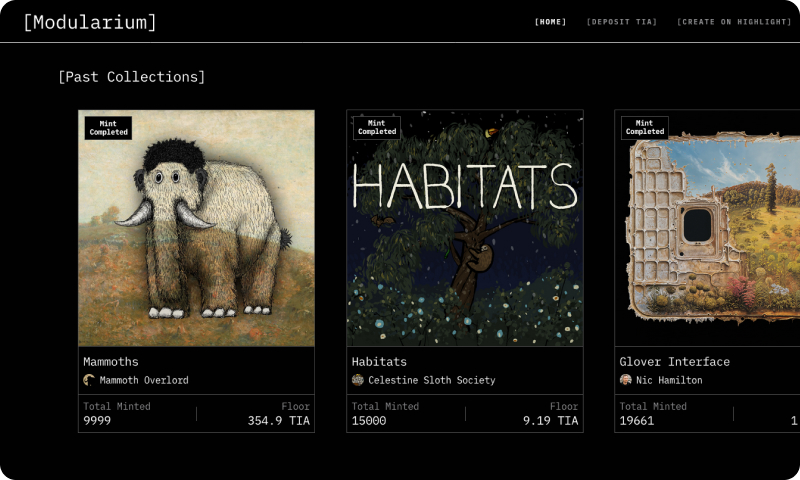 [Modularium]
[HOME] [DEPOSIT TIA] [CREATE ON HIGHLIGHT]
[Past Collections]
Mint
Completed
Mint
Completed
Mint
Completed
HABITATS
Mammoths
Mammoth Overlord
Total Minted Floor
9999 354.9 TIA
Habitats
Celestine Sloth Society
Total Minted Floor
15000 9.19 TIA
Glover Interface
Nic Hamilton
Total Minted
19661 1